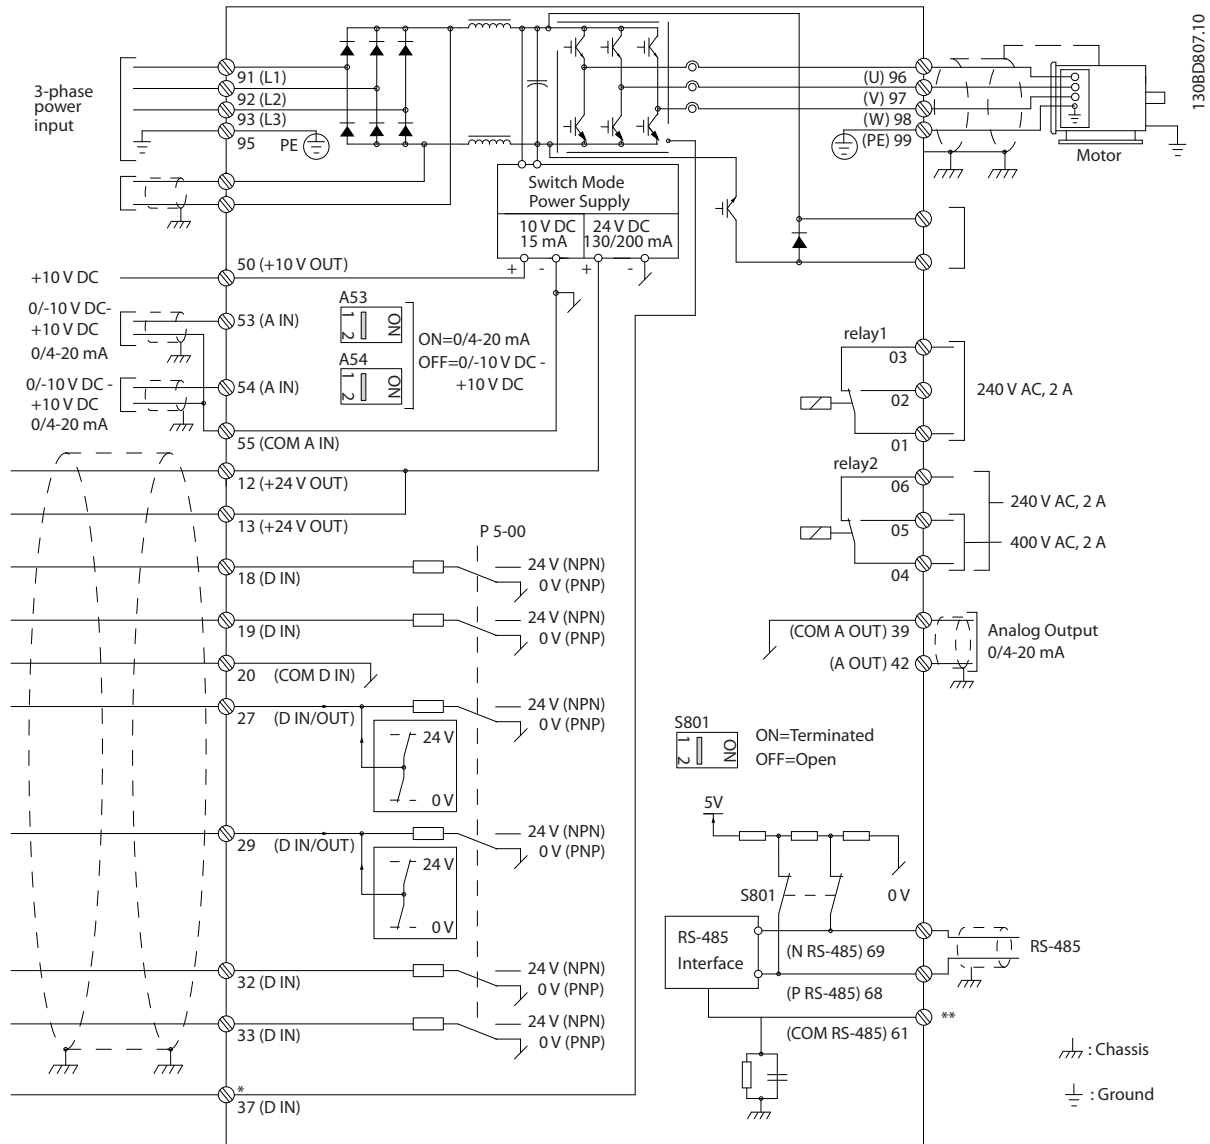 130BD807.10
3-phase
power
input
91 (L1)
92 (L2)
93 (L3)
95
PE
(U) 96
(V) 97
(W) 98
(PE) 99
Motor
Switch Mode
Power Supply
10 V DC
15 mA
24 V DC
130/200 mA
+
-
+
-
50 (+10 V OUT)
+10 V DC
0/-10 V DC-
+10 V DC
0/4-20 mA
53 (A IN)
0/-10 V DC -
+10 V DC
0/4-20 mA
54 (A IN)
55 (COM A IN)
A53
1 2
ON
A54
1 2
ON
ON=0/4-20 mA
OFF=0/-10 V DC -
+10 V DC
12 (+24 V OUT)
13 (+24 V OUT)
P 5-00
18 (D IN)
24 V (NPN)
0 V (PNP)
19 (D IN)
24 V (NPN)
0 V (PNP)
20 (COM D IN)
27 (D IN/OUT)
24 V (NPN)
0 V (PNP)
24 V
0 V
29 (D IN/OUT)
24 V (NPN)
0 V (PNP)
24 V
0 V
32 (D IN)
24 V (NPN)
0 V (PNP)
33 (D IN)
24 V (NPN)
0 V (PNP)
*
37 (D IN)
relay1
03
02
01
240 V AC, 2 A
relay2
06
05
04
240 V AC, 2 A
400 V AC, 2 A
(COM A OUT) 39
(A OUT) 42
Analog Output
0/4-20 mA
S801
1 2
ON
ON=Terminated
OFF=Open
5V
S801
0 V
RS-485
Interface
(N RS-485) 69
(P RS-485) 68
(COM RS-485) 61
RS-485
**
: Chassis
: Ground